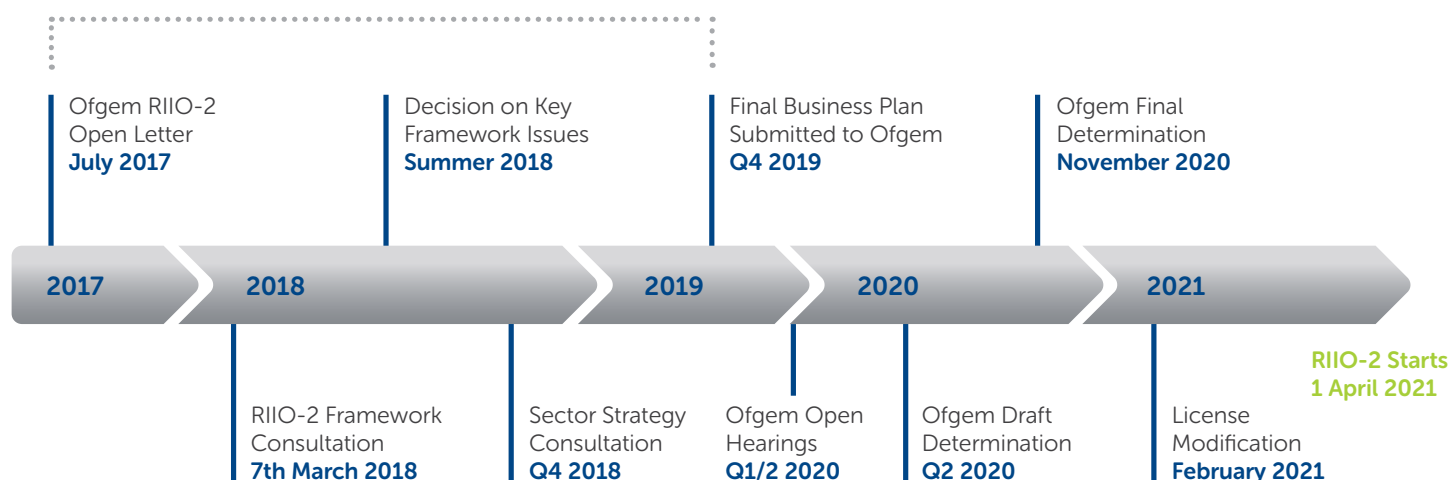 Ofgem RIIO-2
Open Letter
July 2017
Decision on Key
Framework Issues
Summer 2018
Final Business Plan
Submitted to Ofgem
Q4 2019
Ofgem Final
Determination
November 2020
2017
2018
2019
2020
2021
RIIO-2 Starts
1 April 2021
RIIO-2 Framework
Consultation
7th March 2018
Sector Strategy
Consultation
Q4 2018
Ofgem Open
Hearings
Q1/2 2020
Ofgem Draft
Determination
Q2 2020
License
Modification
February 2021